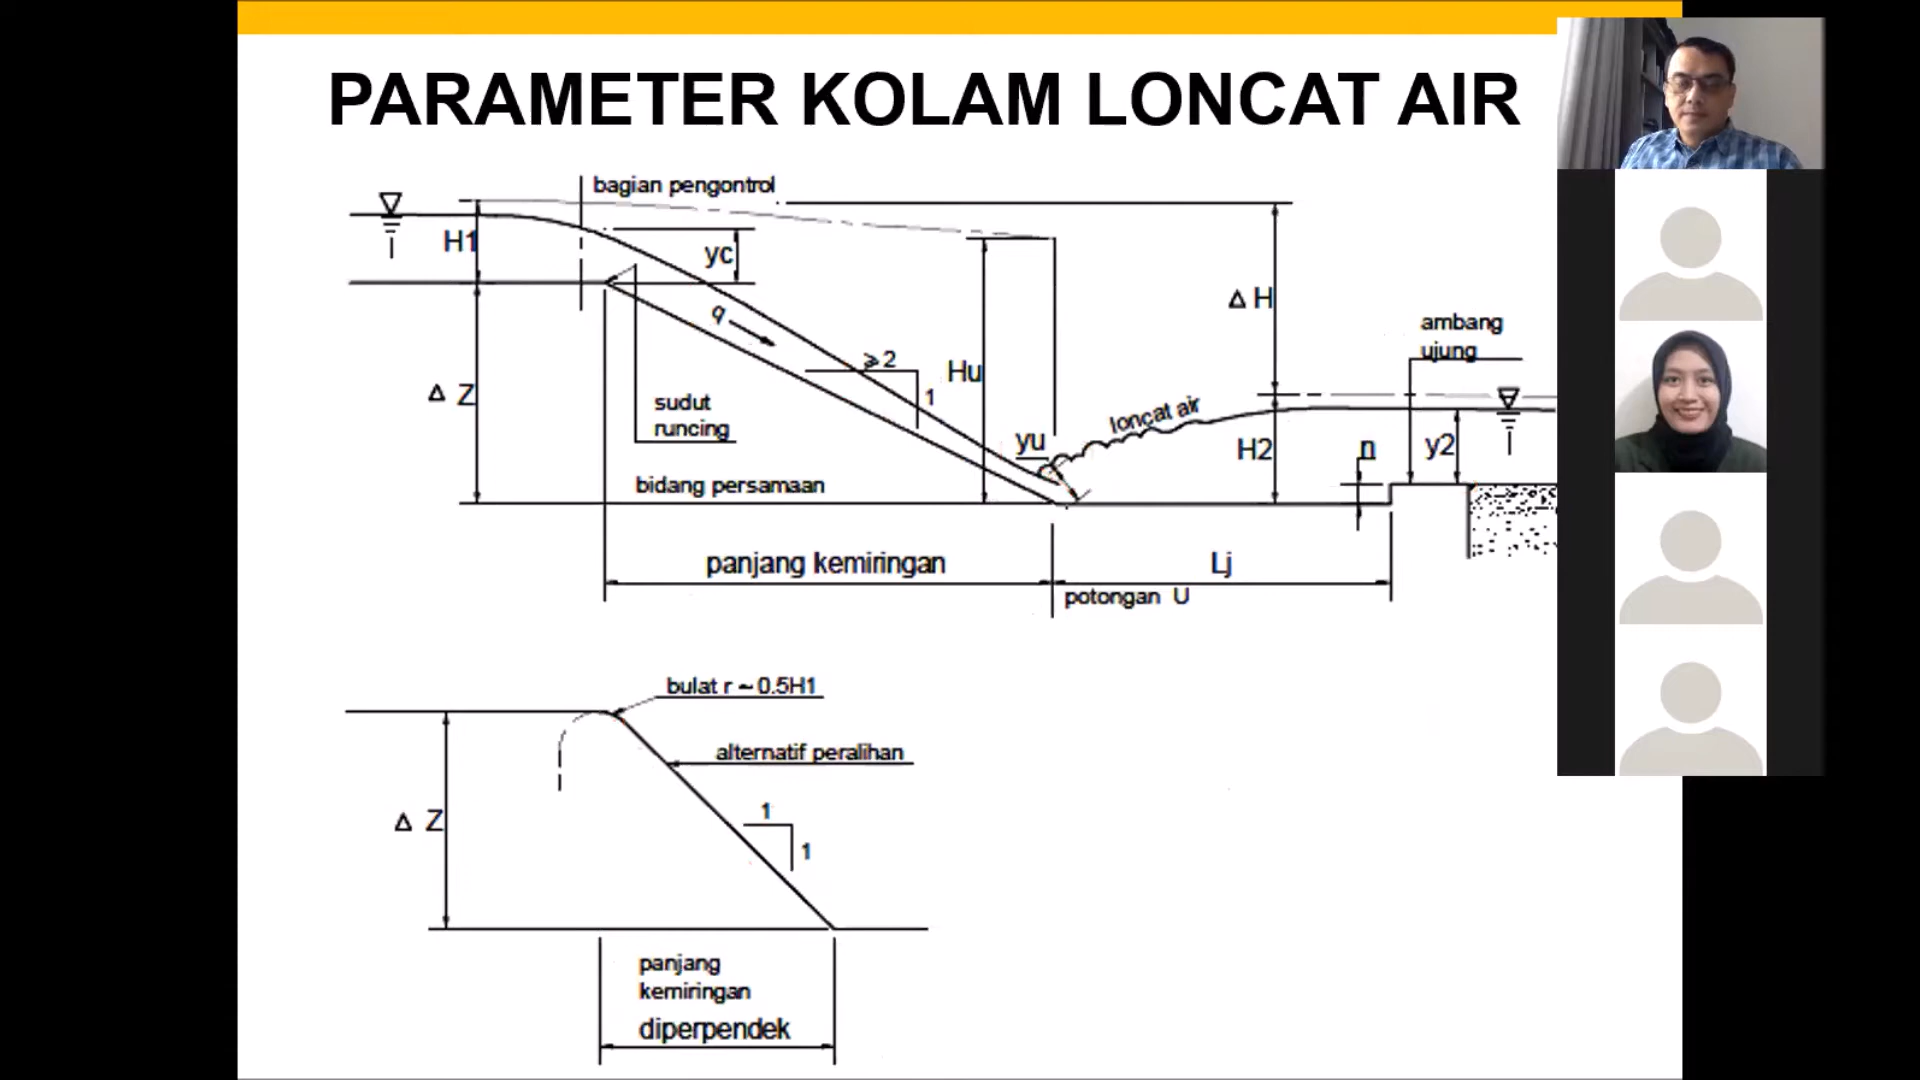 PARAMETER KOLAM LONCAT AIR
bagian pengontrol
H1
yc
q
Δ H
ambang
ujung
⩾2
1
Hu
Δ Z
sudut
runcing
loncat air
yu
H2
n
y2
bidang persamaan
panjang kemiringan
Lj
potongan U
bulat r ~ 0.5H1
alternatif peralihan
1
1
Δ Z
panjang
kemiringan
diperpendek